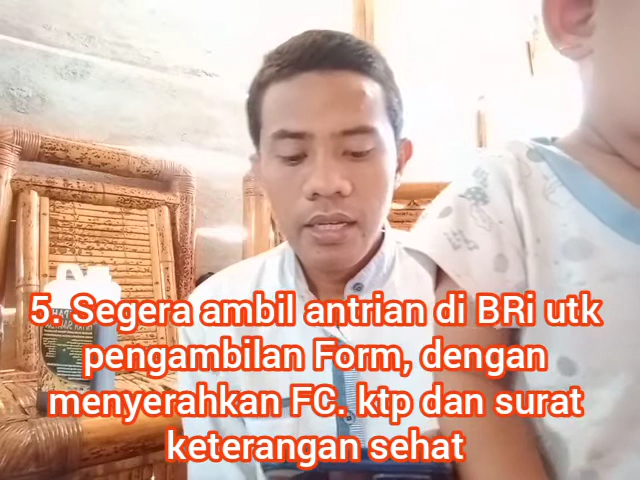 5. Segera ambil antrian di BRi utk
pengambilan Form, dengan
menyerahkan FC. ktp dan surat
keterangan sehat